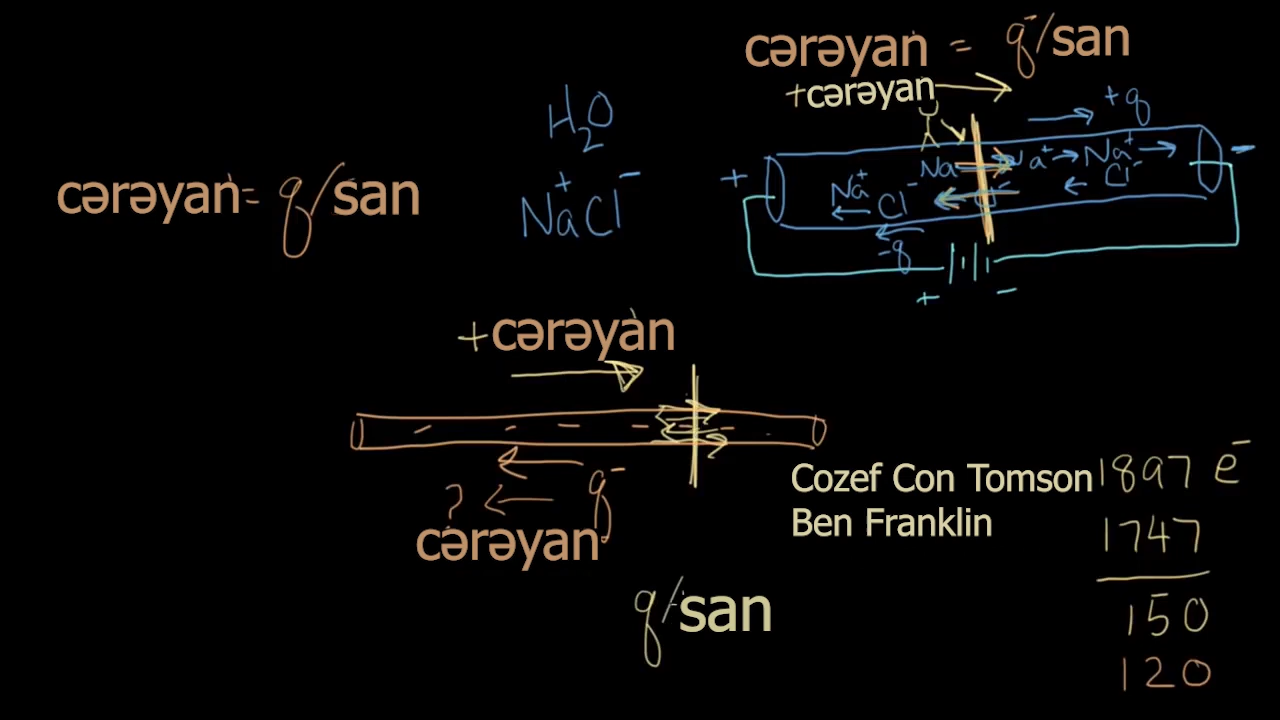 cərəyan = q/san
+cərəyan
+q
H₂O
Na⁺ Na⁺ Na⁺
Cl⁻ Cl⁻
+ −
−q
+ −
cərəyan = q/san
Na⁺Cl⁻
+cərəyan
q⁻
?
cərəyan
q/san
Cozef Con Tomson 1897 e⁻
Ben Franklin 1747
150
120